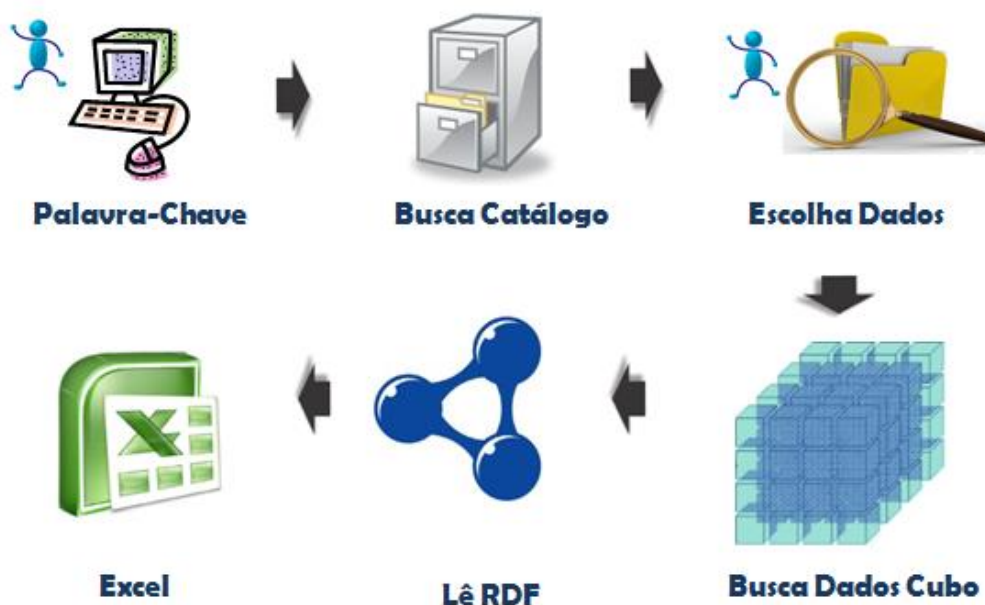 Palavra-Chave
Busca Catálogo
Escolha Dados
Excel
Lê RDF
Busca Dados Cubo